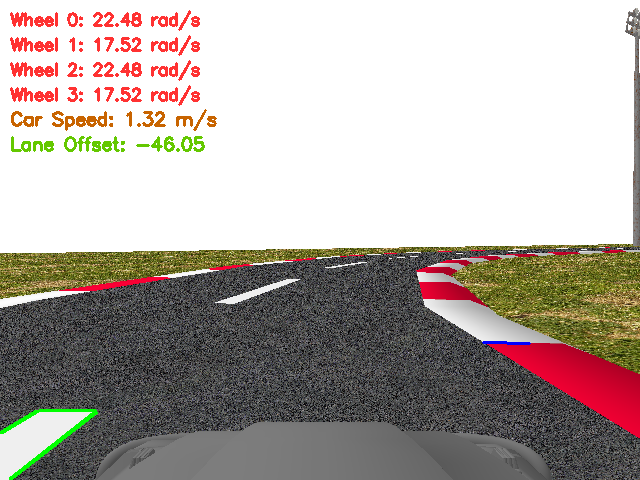 Wheel 0: 22.48 rad/s
Wheel 1: 17.52 rad/s
Wheel 2: 22.48 rad/s
Wheel 3: 17.52 rad/s
Car Speed: 1.32 m/s
Lane Offset: -46.05